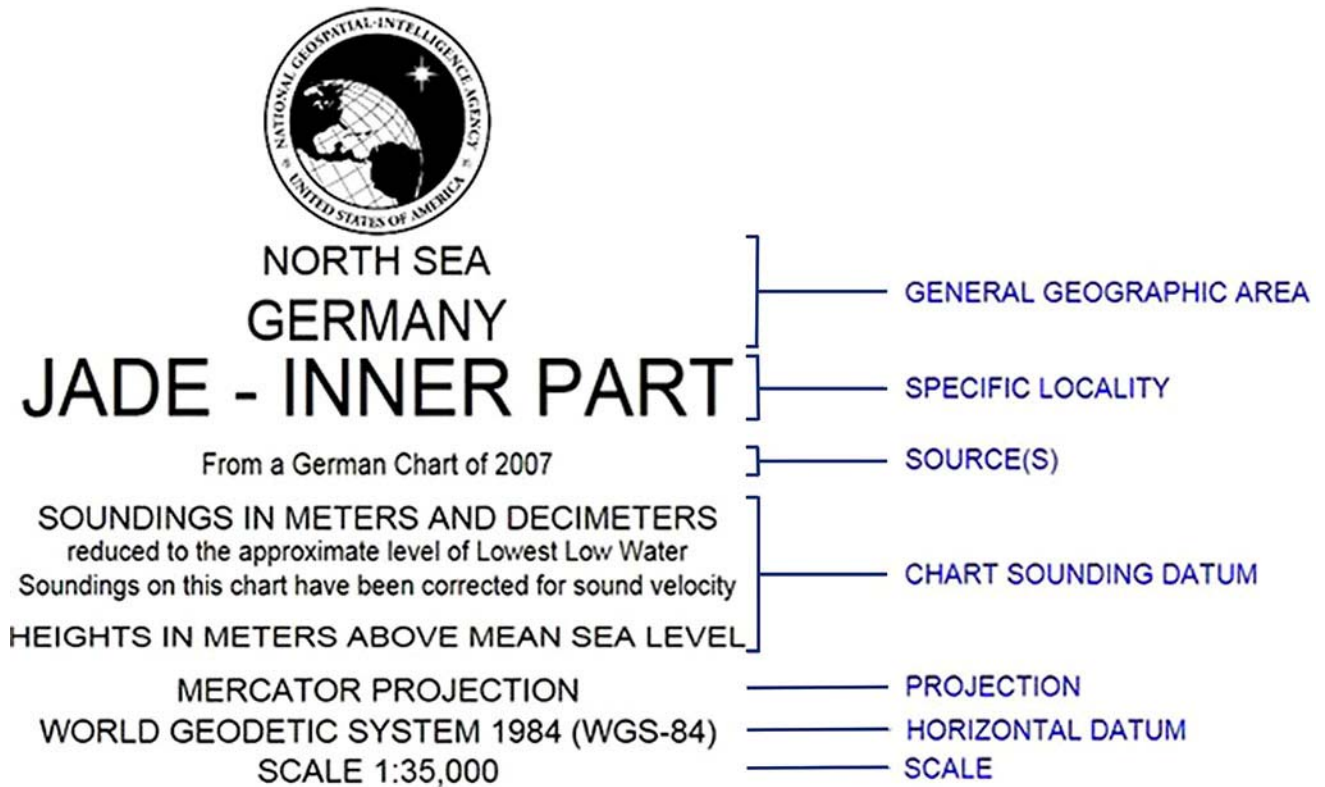 NATIONAL GEOSPATIAL-INTELLIGENCE AGENCY
UNITED STATES OF AMERICA
NORTH SEA
GERMANY
GENERAL GEOGRAPHIC AREA
JADE - INNER PART
SPECIFIC LOCALITY
From a German Chart of 2007
SOURCE(S)
SOUNDINGS IN METERS AND DECIMETERS
reduced to the approximate level of Lowest Low Water
Soundings on this chart have been corrected for sound velocity
CHART SOUNDING DATUM
HEIGHTS IN METERS ABOVE MEAN SEA LEVEL
MERCATOR PROJECTION
PROJECTION
WORLD GEODETIC SYSTEM 1984 (WGS-84)
HORIZONTAL DATUM
SCALE 1:35,000
SCALE